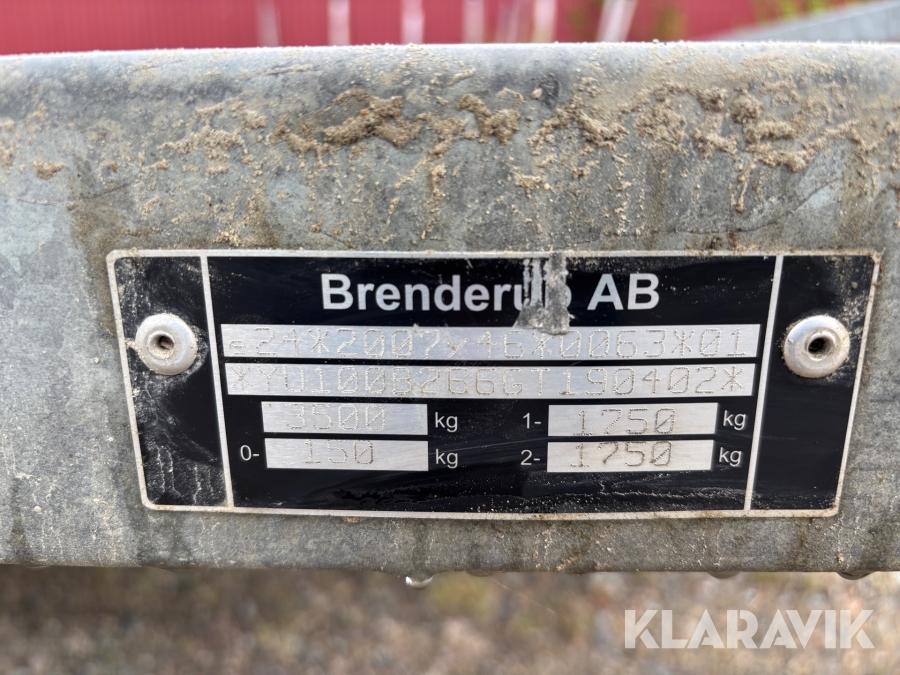 Brenderup AB
e24*2007/46*0063*01
*YU100B266GT190402*
3500 kg 1- 1750 kg
0- 150 kg 2- 1750 kg
KLARAVIK